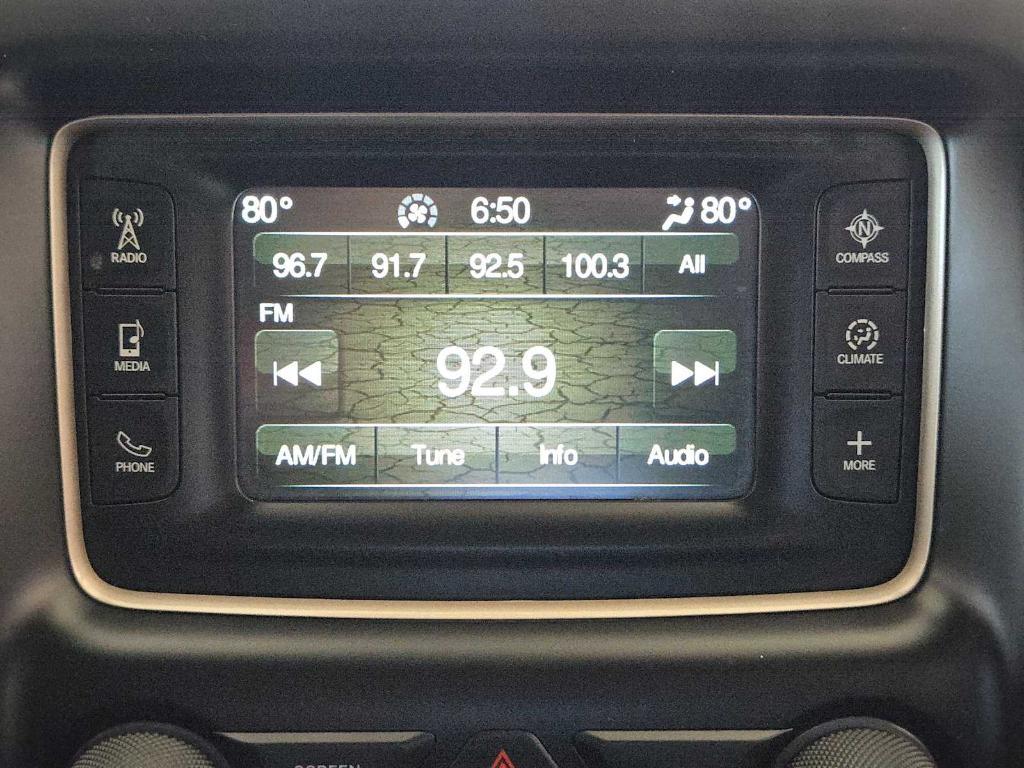 80° 6:50 80°
96.7 91.7 92.5 100.3 All
FM
92.9
AM/FM Tune Info Audio
RADIO
MEDIA
PHONE
N
COMPASS
CLIMATE
MORE
SCREEN